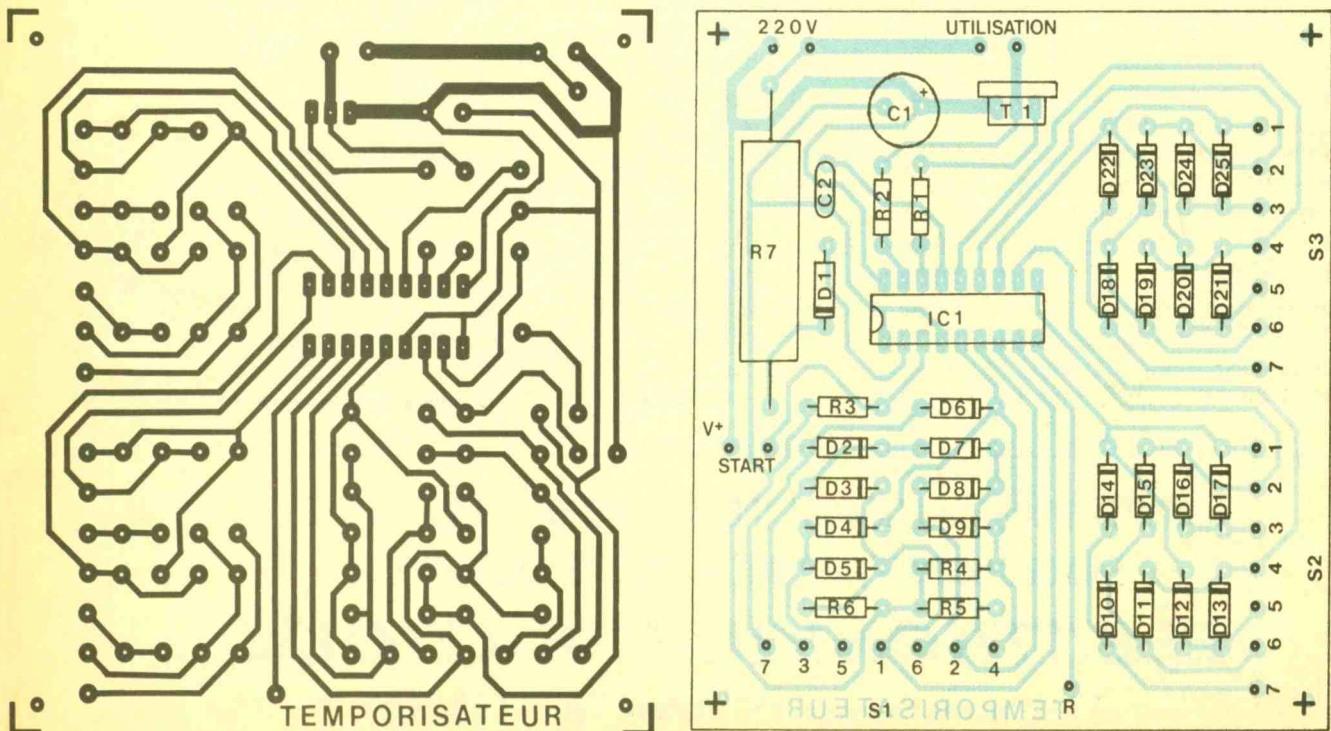 TEMPORISATEUR
220V UTILISATION
C1 +
T1
D22 D23 D24 D25
1
2
3
4
5
6
7
S3
C2
R2
R1
R7
D1
IC1
D18 D19 D20 D21
R3 D6
V+
START
D2 D7
D3 D8
D4 D9
D5 R4
R6 R5
D14 D15 D16 D17
1
2
3
4
5
6
7
S2
D10 D11 D12 D13
7 3 5 1 6 2 4
S1
R
TEMPORISATEUR